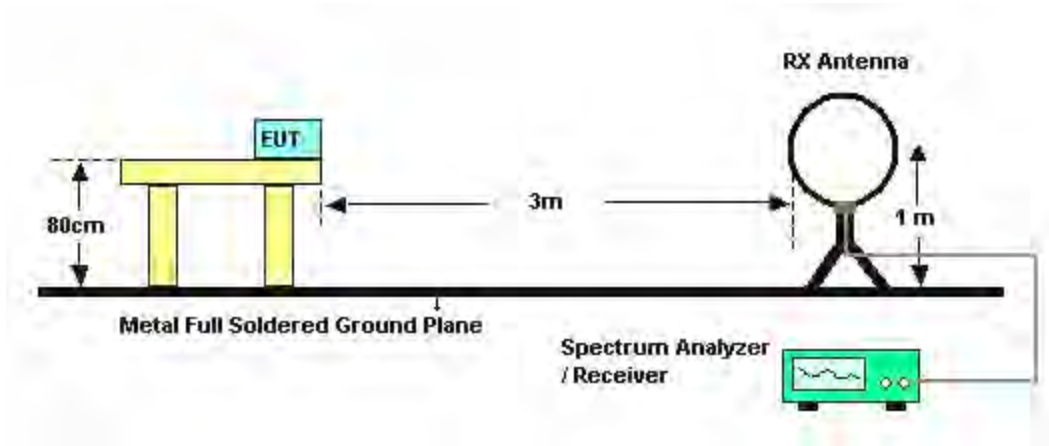 RX Antenna
EUT
80cm
3m
1 m
Metal Full Soldered Ground Plane
Spectrum Analyzer
/ Receiver